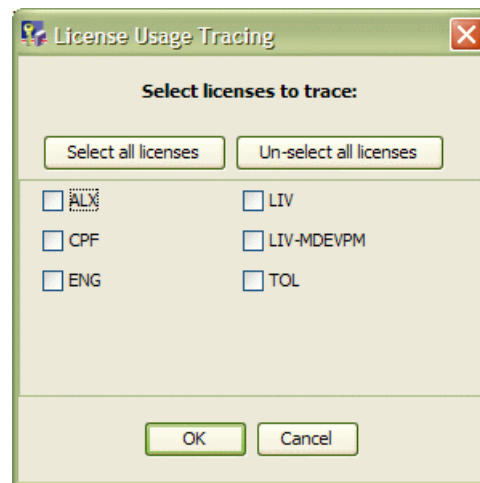 License Usage Tracing
Select licenses to trace:
Select all licenses Un-select all licenses
ALX LIV
CPF LIV-MDEVPM
ENG TOL
OK Cancel